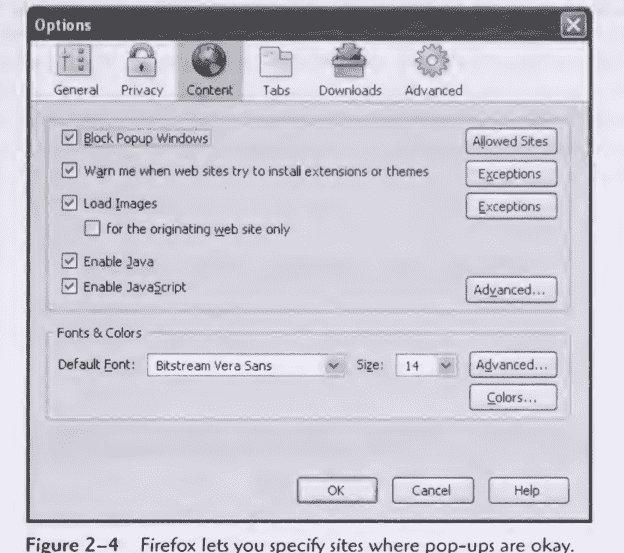 Options
General Privacy Content Tabs Downloads Advanced
Block Popup Windows Allowed Sites
Warn me when web sites try to install extensions or themes Exceptions
Load Images Exceptions
for the originating web site only
Enable Java
Enable JavaScript Advanced...
Fonts & Colors
Default Font: Bitstream Vera Sans Size: 14 Advanced...
Colors...
OK Cancel Help
Figure 2–4 Firefox lets you specify sites where pop-ups are okay.